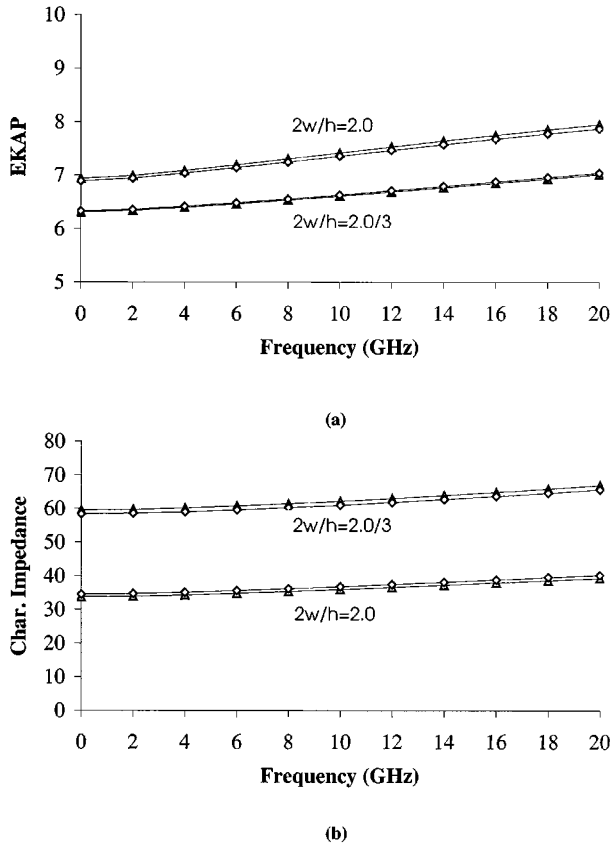 10
9
8
7
6
5
EKAP
2w/h=2.0
2w/h=2.0/3
0 2 4 6 8 10 12 14 16 18 20
Frequency (GHz)
(a)
80
70
60
50
40
30
20
10
0
Char. Impedance
2w/h=2.0/3
2w/h=2.0
0 2 4 6 8 10 12 14 16 18 20
Frequency (GHz)
(b)